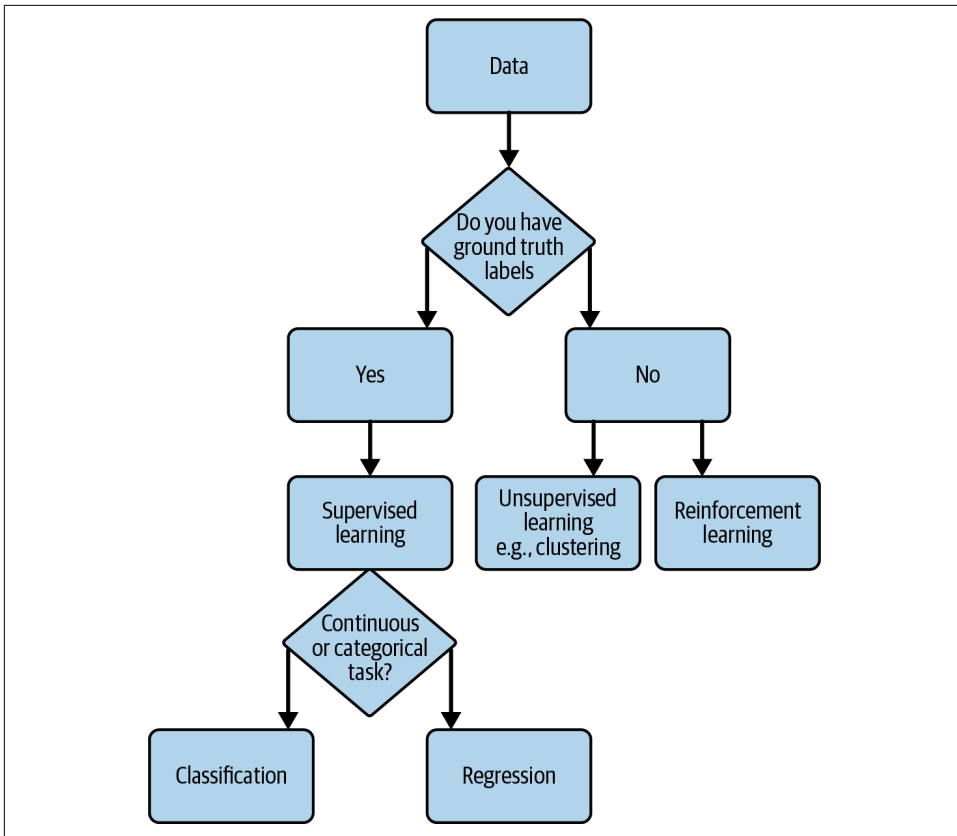 Data
Do you have
ground truth
labels
Yes
No
Supervised
learning
Unsupervised
learning
e.g., clustering
Reinforcement
learning
Continuous
or categorical
task?
Classification
Regression